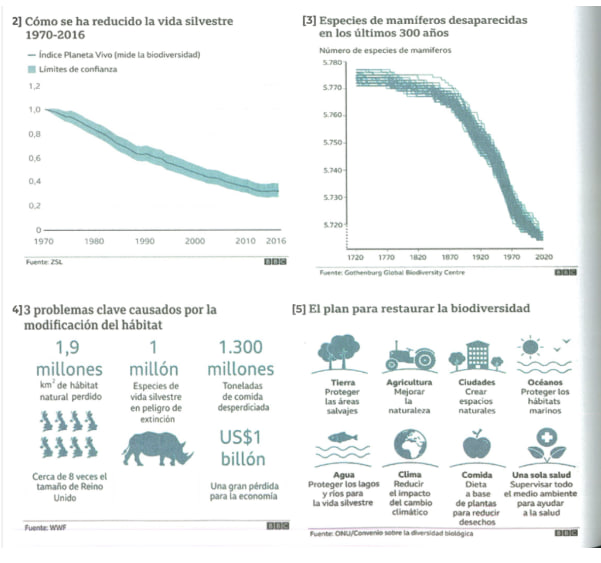 2] Cómo se ha reducido la vida silvestre
1970-2016
Índice Planeta Vivo (mide la biodiversidad)
Límites de confianza
1,2
1,0
0,8
0,6
0,4
0,2
0
1970 1980 1990 2000 2010 2016
Fuente: ZSL
BBC
[3] Especies de mamíferos desaparecidas
en los últimos 300 años
Número de especies de mamíferos
5.780
5.770
5.760
5.750
5.740
5.730
5.720
1720 1770 1820 1870 1920 1970 2020
Fuente: Gothenburg Global Biodiversity Centre
BBC
4]3 problemas clave causados por la
modificación del hábitat
1,9
millones
km² de hábitat
natural perdido
Cerca de 8 veces el
tamaño de Reino
Unido
1
millón
Especies de
vida silvestre
en peligro de
extinción
1.300
millones
Toneladas
de comida
desperdiciada
US$1
billón
Una gran pérdida
para la economía
Fuente: WWF
BBC
[5] El plan para restaurar la biodiversidad
Tierra
Proteger
las áreas
salvajes
Agricultura
Mejorar
la
naturaleza
Ciudades
Crear
espacios
naturales
Océanos
Proteger los
hábitats
marinos
Agua
Proteger los lagos
y ríos para
la vida silvestre
Clima
Reducir
el impacto
del cambio
climático
Comida
Dieta
a base
de plantas
para reducir
desechos
Una sola salud
Supervisar todo
el medio ambiente
para ayudar
a la salud
Fuente: ONU/Convenio sobre la diversidad biológica
BBC